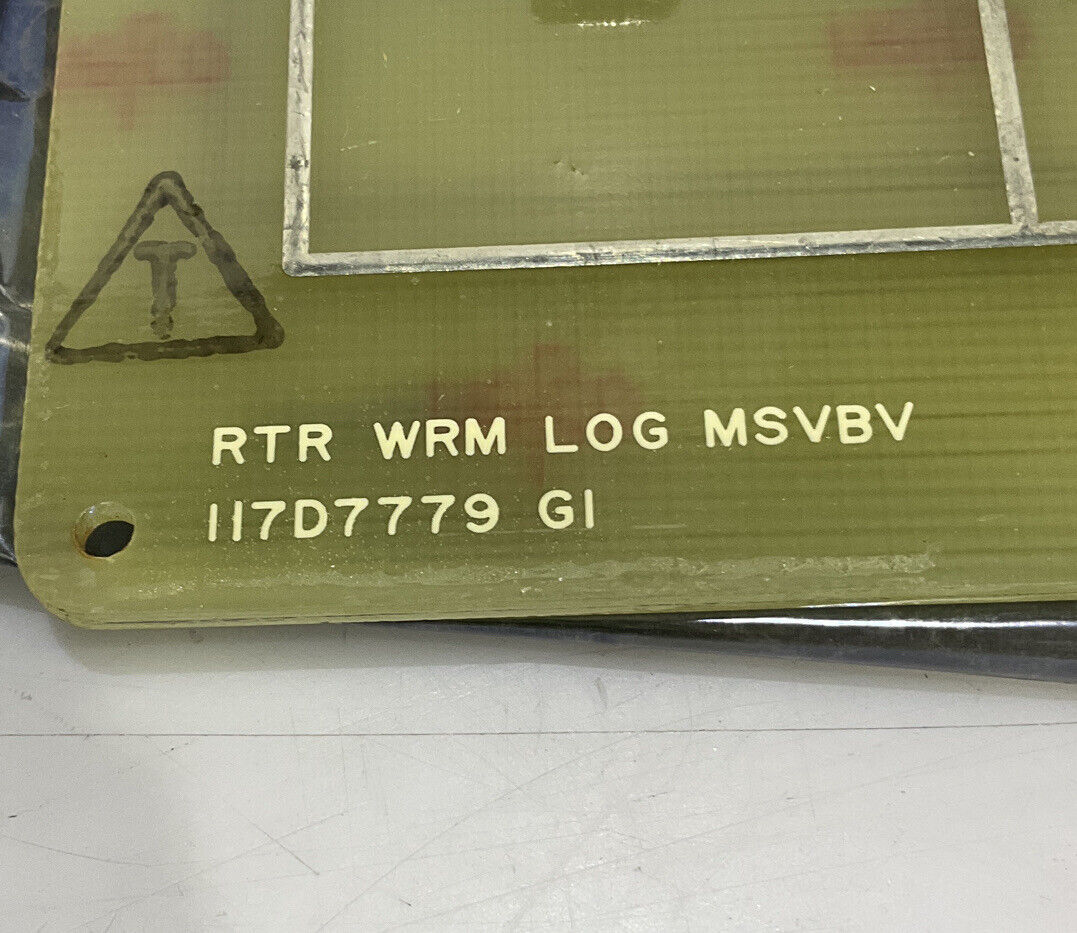 T
RTR WRM LOG MSVBV
117D7779 G1